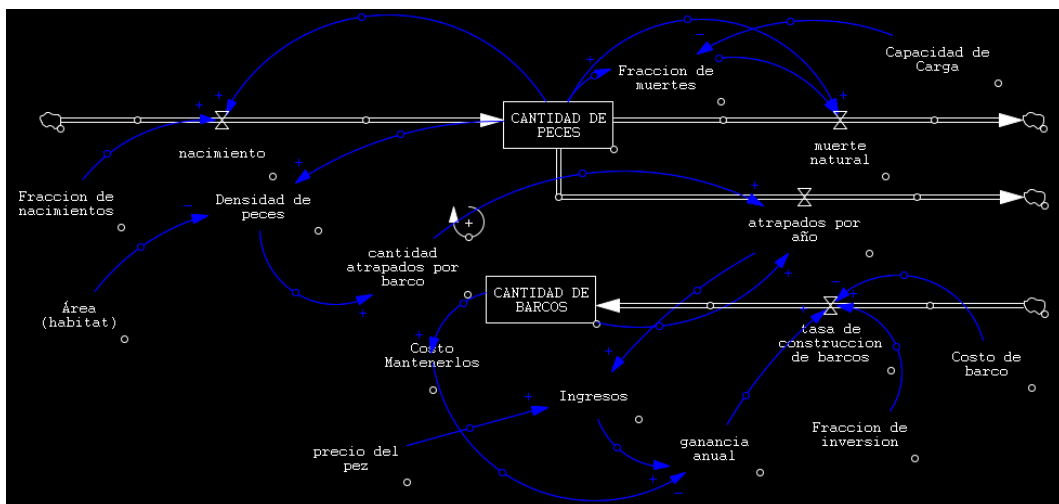 Capacidad de
Carga
Fraccion de
muertes
CANTIDAD DE
PECES
nacimiento
muerte
natural
Fraccion de
nacimientos
Densidad de
peces
atrapados por
año
cantidad
atrapados por
barco
Área
(habitat)
CANTIDAD DE
BARCOS
tasa de
construccion
de barcos
Costo
Mantenerlos
Costo de
barco
Ingresos
Fraccion de
inversion
precio del
pez
ganancia
anual